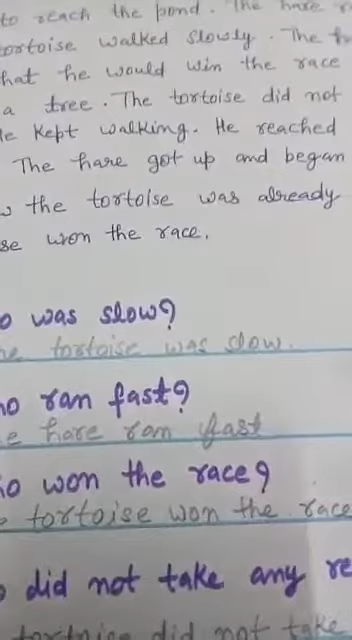 to reach the pond. The hare
tortoise walked slowly. The
that he would win the race
a tree. The tortoise did not
He kept walking. He reached
The hare got up and began
the tortoise was already
won the race.
was slow?
tortoise was slow.
ran fast?
hare ran fast
won the race?
tortoise won the race
did not take any
tortoise did not take